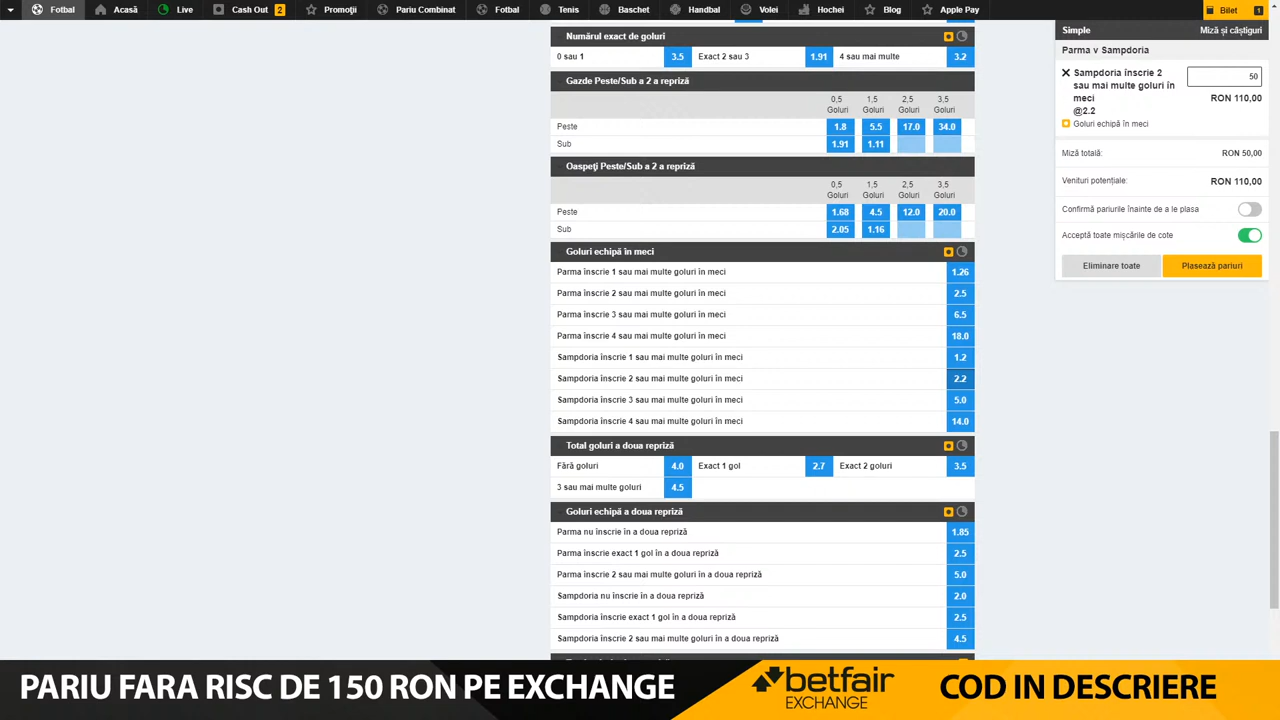 Fotbal Acasă Live Cash Out 2 Promoţii Pariu Combinat Fotbal Tenis Baschet Handbal Volei Hochei Blog Apple Pay Bilet 1
Simple Miză și câștiguri
Parma v Sampdoria
Sampdoria înscrie 2 sau mai multe goluri în meci
@2.2
50
RON 110,00
Goluri echipă în meci
Miză totală: RON 50,00
Venituri potențiale: RON 110,00
Confirmă pariurile înainte de a le plasa
Acceptă toate mișcările de cote
Eliminare toate Plasează pariuri
Numărul exact de goluri
0 sau 1 3.5 Exact 2 sau 3 1.91 4 sau mai multe 3.2
Gazde Peste/Sub a 2 a repriză
0,5 Goluri 1,5 Goluri 2,5 Goluri 3,5 Goluri
Peste 1.8 5.5 17.0 34.0
Sub 1.91 1.11
Oaspeţi Peste/Sub a 2 a repriză
0,5 Goluri 1,5 Goluri 2,5 Goluri 3,5 Goluri
Peste 1.68 4.5 12.0 20.0
Sub 2.05 1.16
Goluri echipă în meci
Parma înscrie 1 sau mai multe goluri în meci 1.26
Parma înscrie 2 sau mai multe goluri în meci 2.5
Parma înscrie 3 sau mai multe goluri în meci 6.5
Parma înscrie 4 sau mai multe goluri în meci 18.0
Sampdoria înscrie 1 sau mai multe goluri în meci 1.2
Sampdoria înscrie 2 sau mai multe goluri în meci 2.2
Sampdoria înscrie 3 sau mai multe goluri în meci 5.0
Sampdoria înscrie 4 sau mai multe goluri în meci 14.0
Total goluri a doua repriză
Fără goluri 4.0 Exact 1 gol 2.7 Exact 2 goluri 3.5
3 sau mai multe goluri 4.5
Goluri echipă a doua repriză
Parma nu înscrie în a doua repriză 1.85
Parma înscrie exact 1 gol în a doua repriză 2.5
Parma înscrie 2 sau mai multe goluri în a doua repriză 5.0
Sampdoria nu înscrie în a doua repriză 2.0
Sampdoria înscrie exact 1 gol în a doua repriză 2.5
Sampdoria înscrie 2 sau mai multe goluri în a doua repriză 4.5
PARIU FARA RISC DE 150 RON PE EXCHANGE
betfair
EXCHANGE
COD IN DESCRIERE